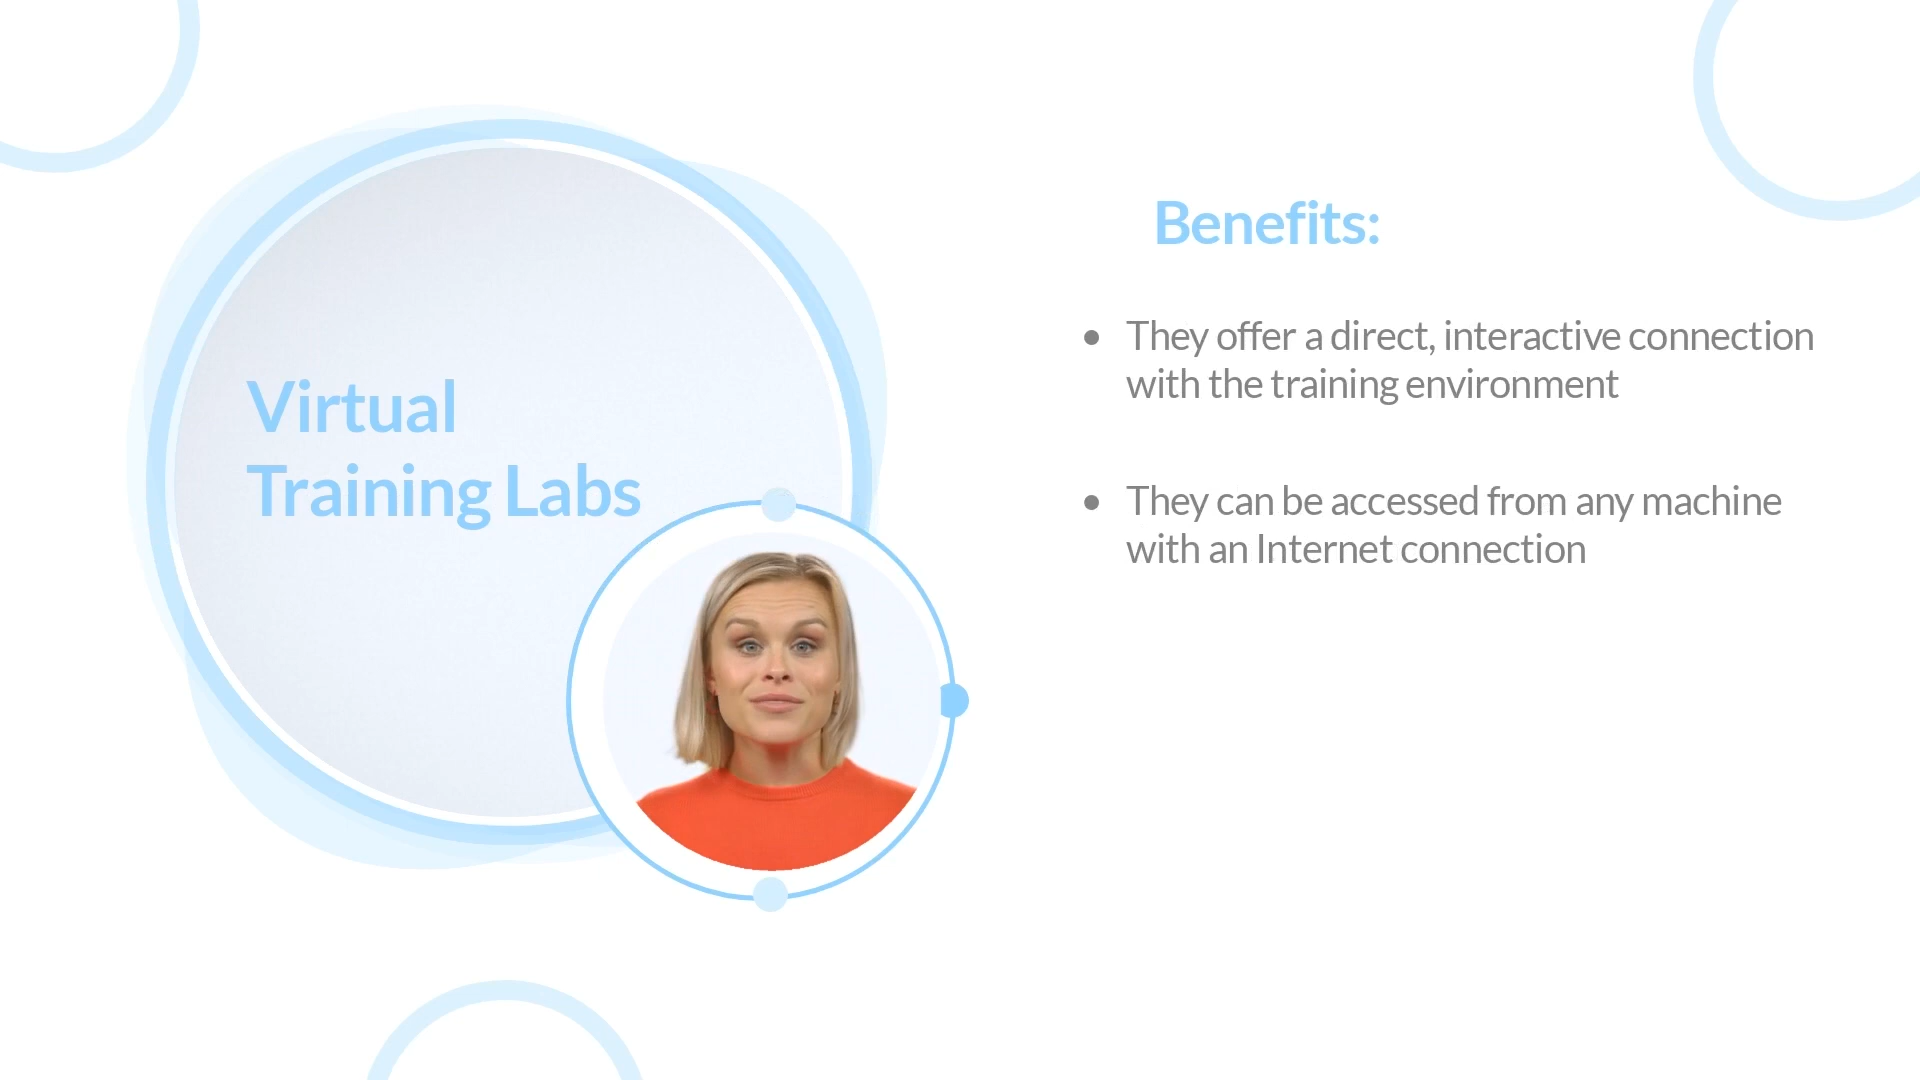 Virtual
Training Labs
Benefits:
• They offer a direct, interactive connection
with the training environment
• They can be accessed from any machine
with an Internet connection